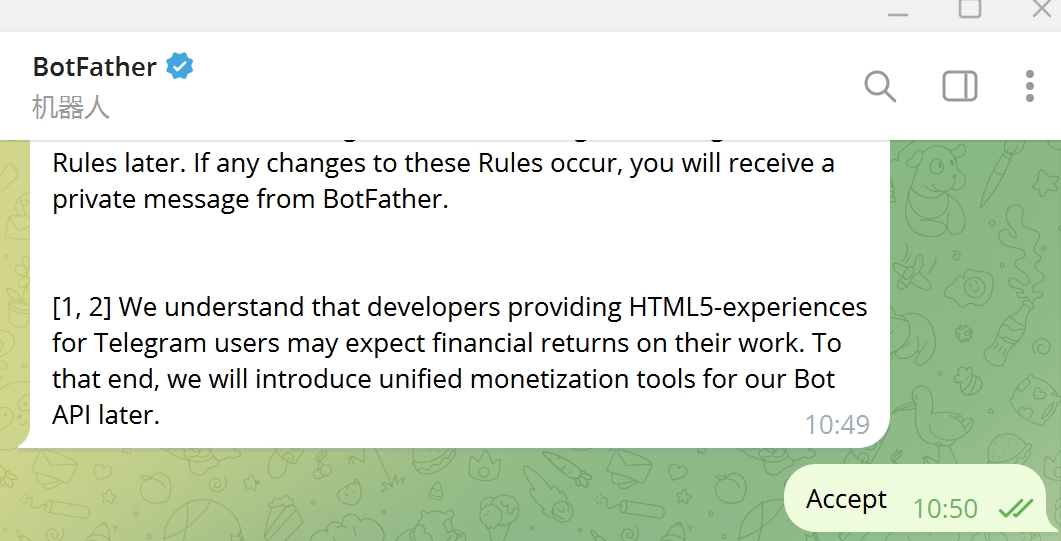 BotFather
机器人
Rules later. If any changes to these Rules occur, you will receive a
private message from BotFather.
[1, 2] We understand that developers providing HTML5-experiences
for Telegram users may expect financial returns on their work. To
that end, we will introduce unified monetization tools for our Bot
API later.
10:49
Accept 10:50